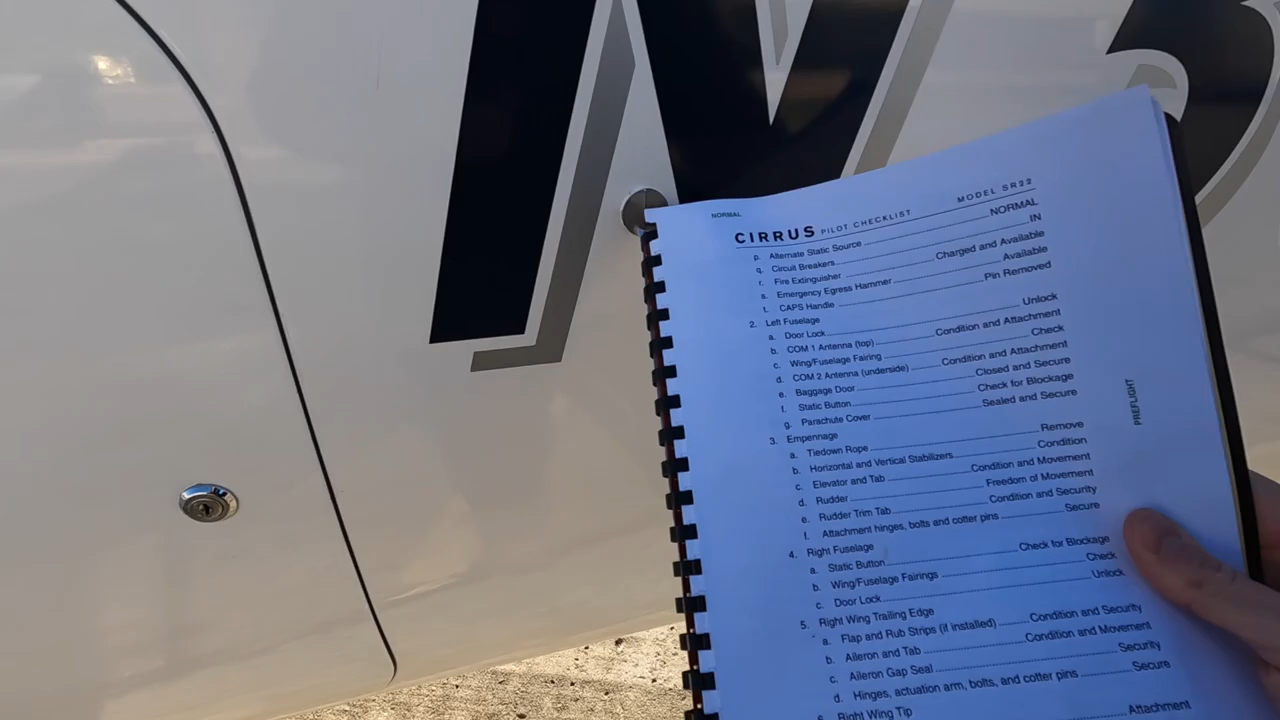 N3
NORMAL
CIRRUS PILOT CHECKLIST MODEL SR22
p. Alternate Static Source NORMAL
q. Circuit Breakers IN
r. Fire Extinguisher Charged and Available
s. Emergency Egress Hammer Available
t. CAPS Handle Pin Removed
2. Left Fuselage
a. Door Lock Unlock
b. COM 1 Antenna (top) Condition and Attachment
c. Wing/Fuselage Fairing Check
d. COM 2 Antenna (underside) Condition and Attachment
e. Baggage Door Closed and Secure
f. Static Button Check for Blockage
g. Parachute Cover Sealed and Secure
3. Empennage
a. Tiedown Rope Remove
b. Horizontal and Vertical Stabilizers Condition
c. Elevator and Tab Condition and Movement
d. Rudder Freedom of Movement
e. Rudder Trim Tab Condition and Security
f. Attachment hinges, bolts and cotter pins Secure
4. Right Fuselage
a. Static Button Check for Blockage
b. Wing/Fuselage Fairings Check
c. Door Lock Unlock
5. Right Wing Trailing Edge
a. Flap and Rub Strips (if installed) Condition and Security
b. Aileron and Tab Condition and Movement
c. Aileron Gap Seal Security
d. Hinges, actuation arm, bolts, and cotter pins Secure
6. Right Wing Tip
Attachment
PREFLIGHT